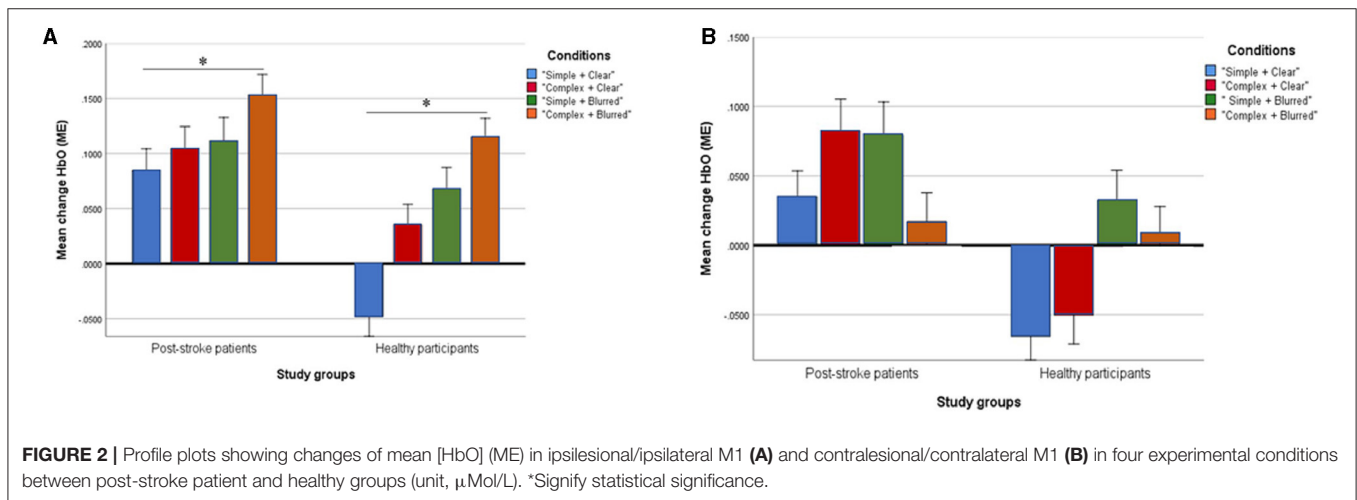 A
.2000
.1500
.1000
.0500
.0000
-.0500
Mean change HbO (ME)
*
*
Post-stroke patients
Healthy participants
Study groups
Conditions
"Simple + Clear"
"Complex + Clear"
"Simple + Blurred"
"Complex + Blurred"
B
.1500
.1000
.0500
.0000
-.0500
Mean change HbO (ME)
Post-stroke patients
Healthy participants
Study groups
Conditions
"Simple + Clear"
"Complex + Clear"
" Simple + Blurred"
"Complex + Blurred"
FIGURE 2 | Profile plots showing changes of mean [HbO] (ME) in ipsilesional/ipsilateral M1 (A) and contralesional/contralateral M1 (B) in four experimental conditions
between post-stroke patient and healthy groups (unit, μMol/L). *Signify statistical significance.